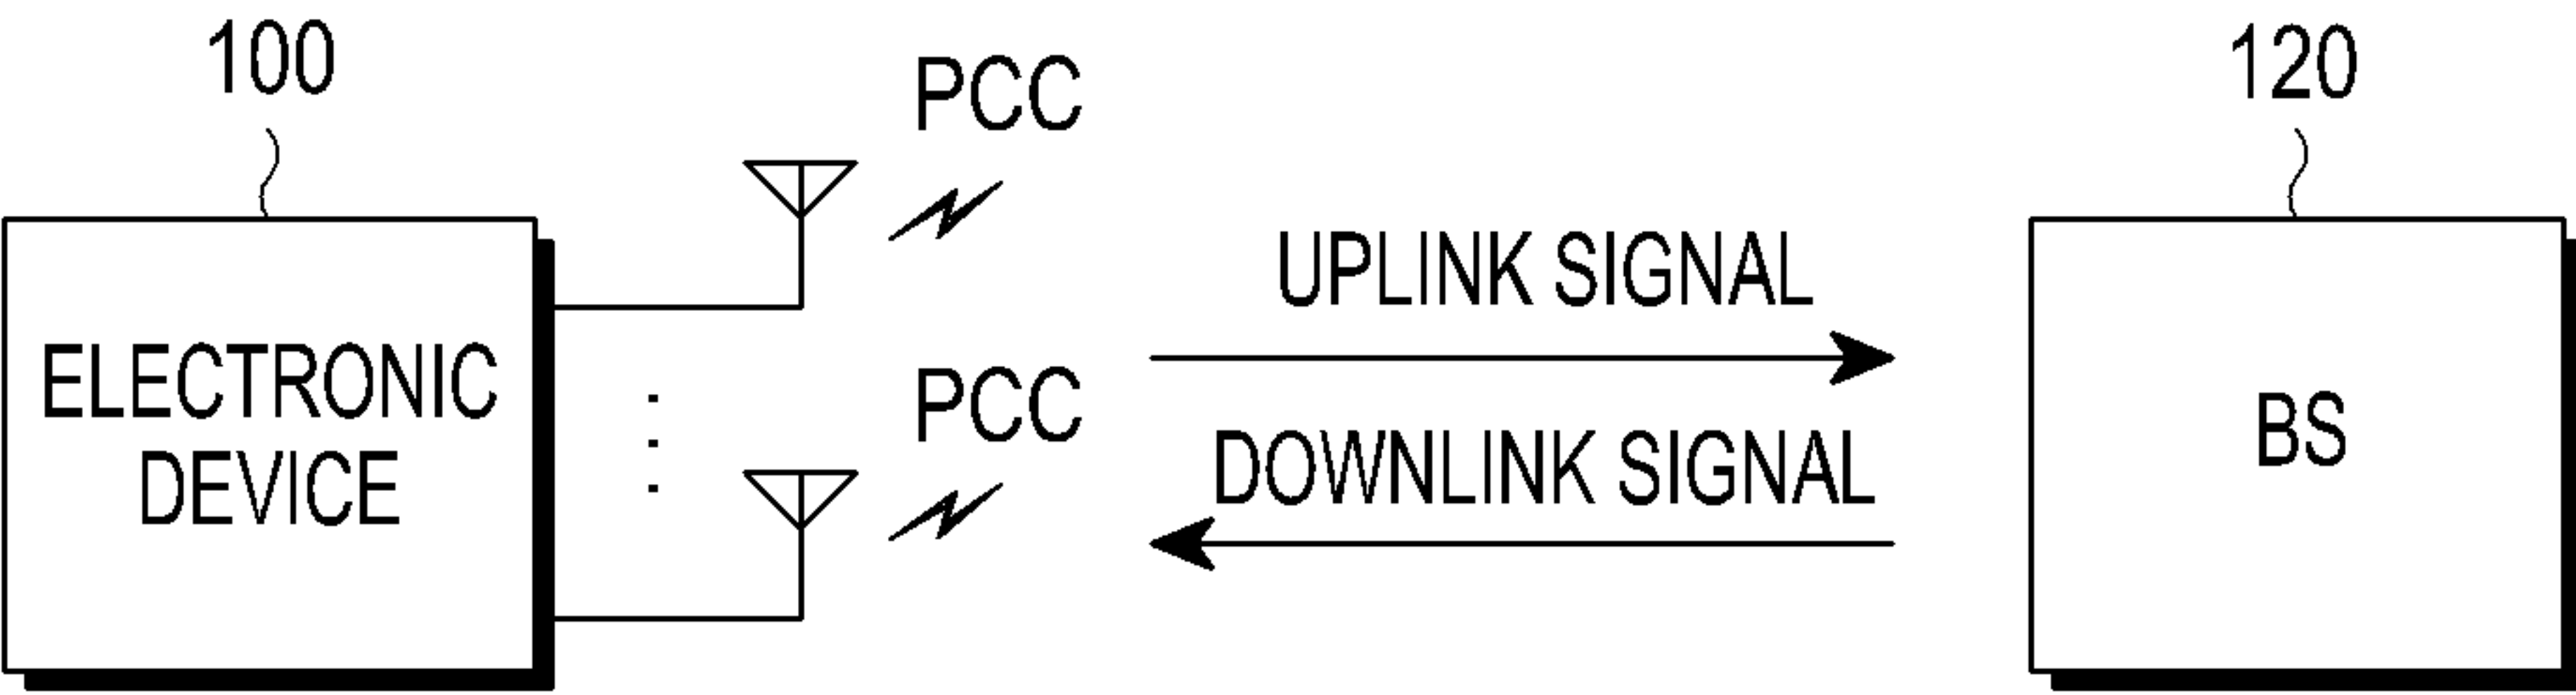 100
PCC
120
UPLINK SIGNAL
ELECTRONIC
DEVICE
PCC
DOWNLINK SIGNAL
BS